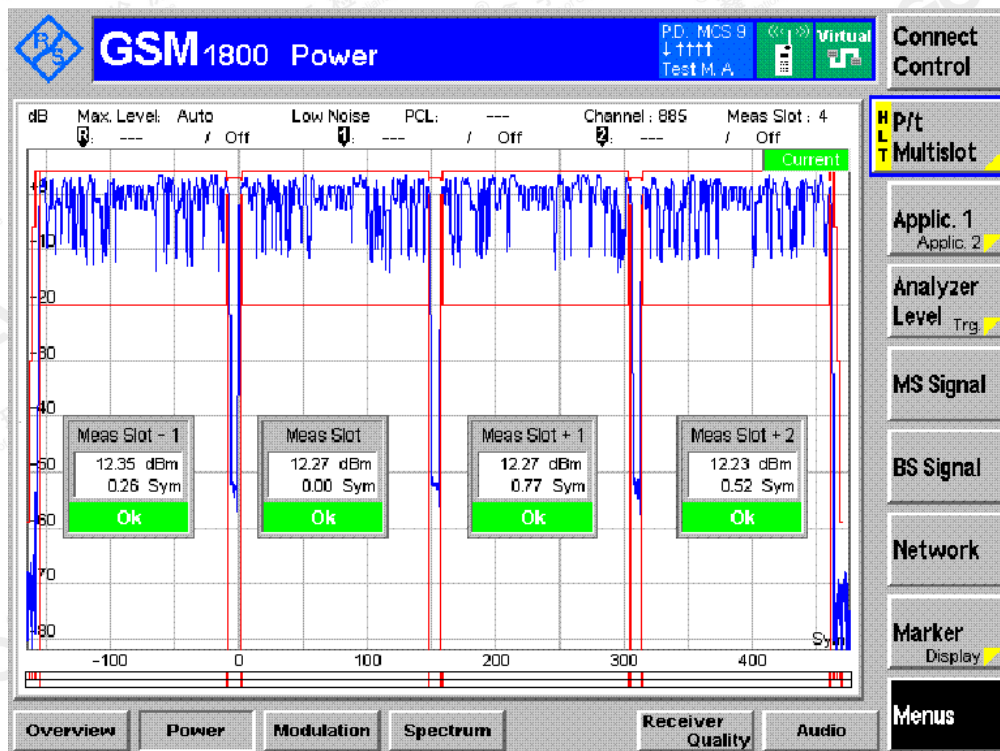 R/S
GSM 1800 Power
P.D. MCS 9
↓↑↑↑↑
Test M. A
Virtual
Connect Control
dB Max. Level: Auto Low Noise PCL: --- Channel : 885 Meas Slot : 4
R: --- / Off 1: --- / Off 2: --- / Off
Current
HLT
P/t Multislot
Applic. 1
Applic. 2
Analyzer Level
Trg.
MS Signal
BS Signal
Network
Marker
Display
Menus
-10
-20
-30
-40
-50
-60
-70
-80
Meas Slot - 1
12.35 dBm
0.26 Sym
Ok
Meas Slot
12.27 dBm
0.00 Sym
Ok
Meas Slot + 1
12.27 dBm
0.77 Sym
Ok
Meas Slot + 2
12.23 dBm
0.52 Sym
Ok
-100 0 100 200 300 400
Overview Power Modulation Spectrum Receiver Quality Audio